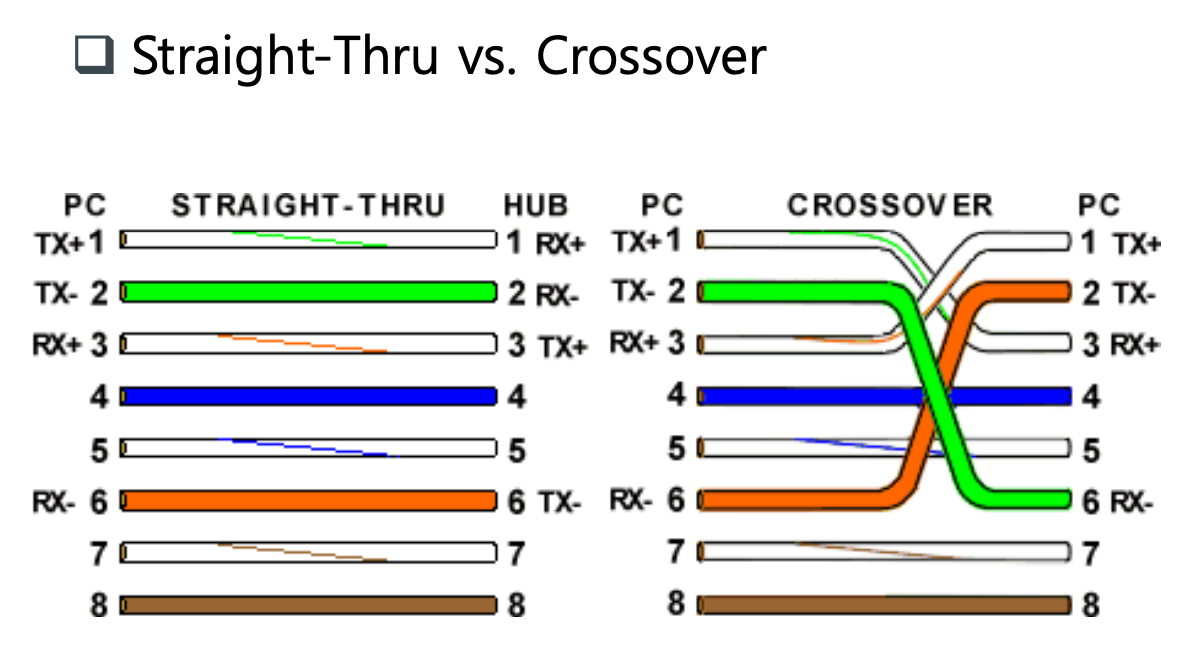 Straight-Thru vs. Crossover
PC STRAIGHT-THRU HUB PC CROSSOVER PC
TX+ 1 1 RX+ TX+ 1 1 TX+
TX- 2 2 RX- TX- 2 2 TX-
RX+ 3 3 TX+ RX+ 3 3 RX+
4 4 4 4
5 5 5 5
RX- 6 6 TX- RX- 6 6 RX-
7 7 7 7
8 8 8 8